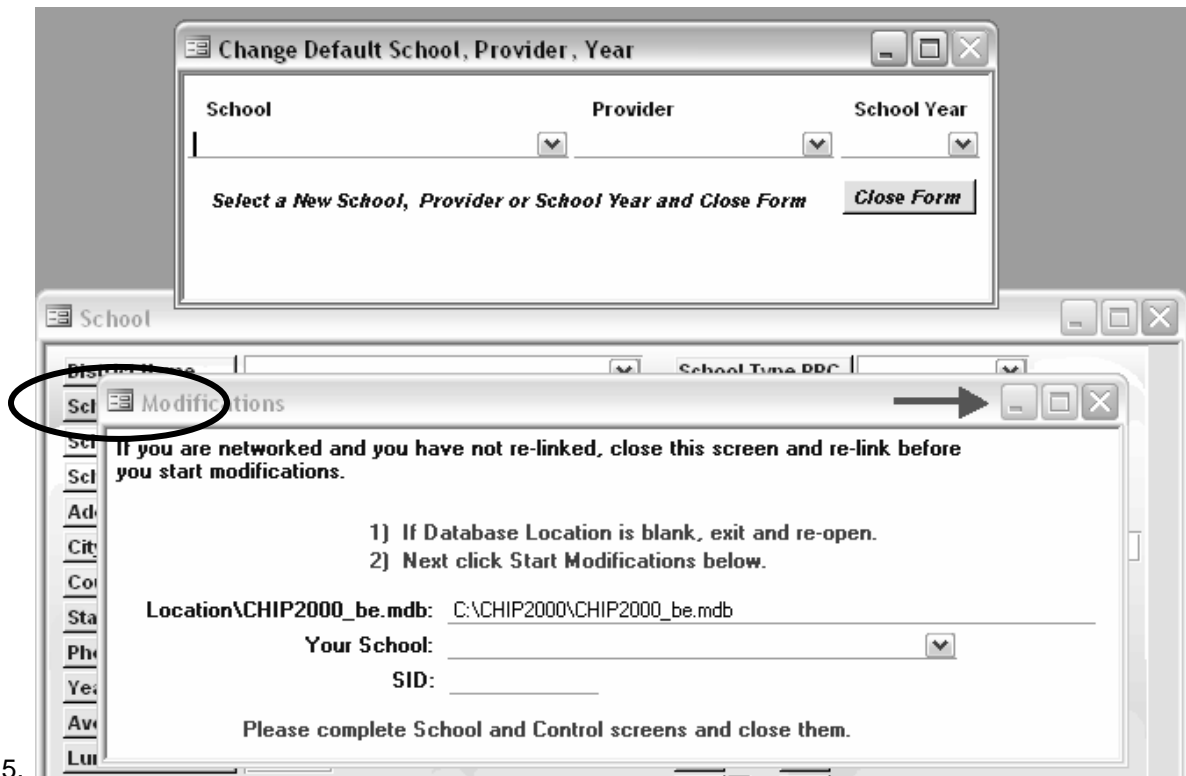 Change Default School, Provider, Year
School Provider School Year
Select a New School, Provider or School Year and Close Form Close Form
School
School Type
Modifications
If you are networked and you have not re-linked, close this screen and re-link before
you start modifications.
1) If Database Location is blank, exit and re-open.
2) Next click Start Modifications below.
Location\CHIP2000_be.mdb: C:\CHIP2000\CHIP2000_be.mdb
Your School:
SID:
Please complete School and Control screens and close them.
5.